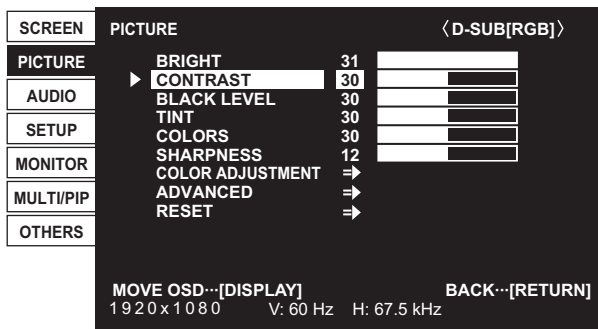 SCREEN
PICTURE
AUDIO
SETUP
MONITOR
MULTI/PIP
OTHERS
PICTURE 〈D-SUB[RGB]〉
BRIGHT 31
CONTRAST 30
BLACK LEVEL 30
TINT 30
COLORS 30
SHARPNESS 12
COLOR ADJUSTMENT
ADVANCED
RESET
MOVE OSD···[DISPLAY] BACK···[RETURN]
1920x1080 V: 60 Hz H: 67.5 kHz